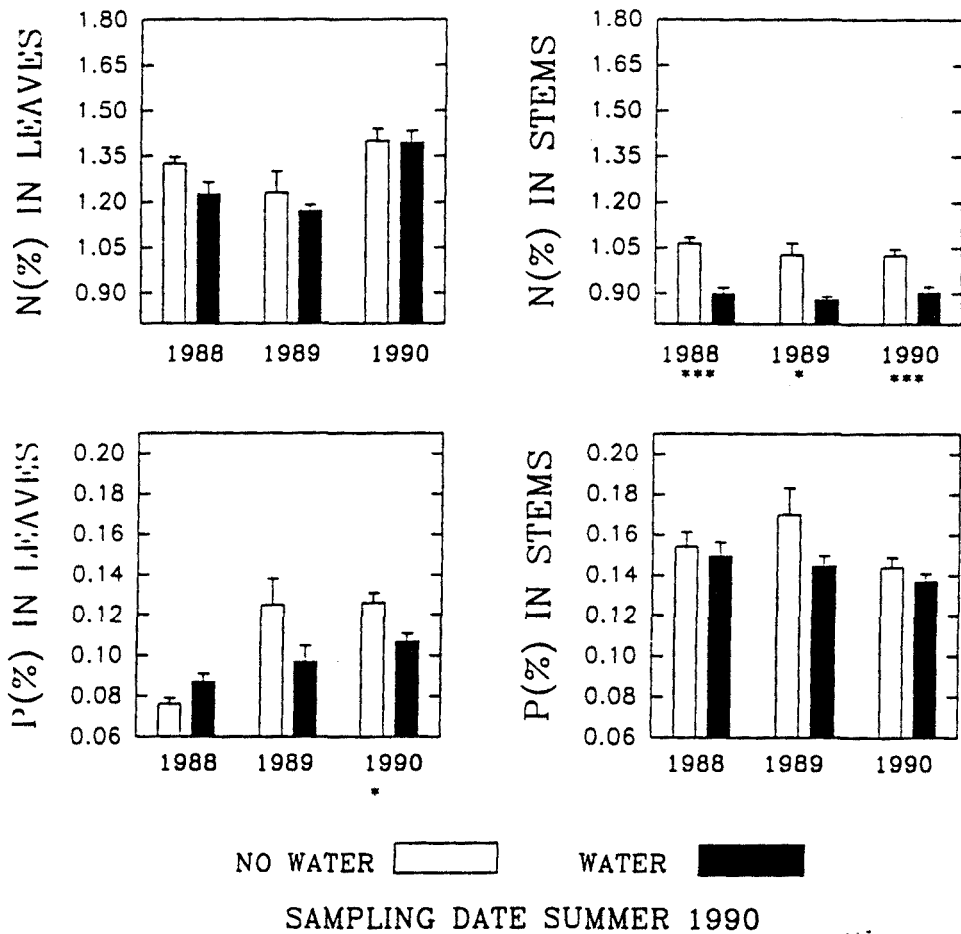 N(%) IN LEAVES
1.80
1.65
1.50
1.35
1.20
1.05
0.90
1988 1989 1990
N(%) IN STEMS
1.80
1.65
1.50
1.35
1.20
1.05
0.90
1988 1989 1990
*** * ***
P(%) IN LEAVES
0.20
0.18
0.16
0.14
0.12
0.10
0.08
0.06
1988 1989 1990
*
P(%) IN STEMS
0.20
0.18
0.16
0.14
0.12
0.10
0.08
0.06
1988 1989 1990
NO WATER WATER
SAMPLING DATE SUMMER 1990